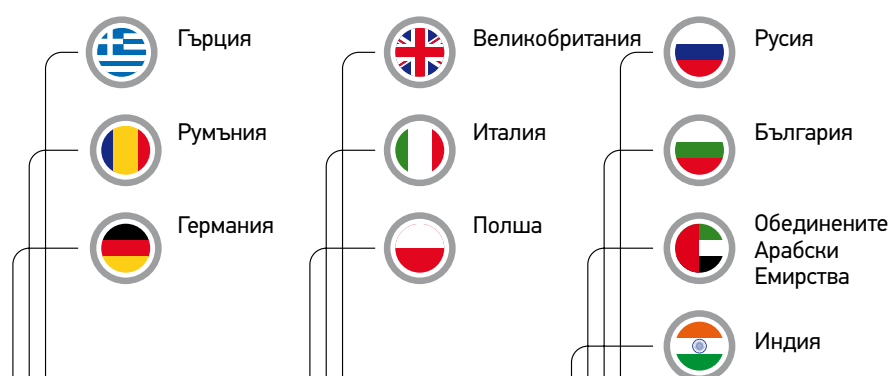 Гърция
Румъния
Германия
Великобритания
Италия
Полша
Русия
България
Обединените
Арабски
Емирства
Индия